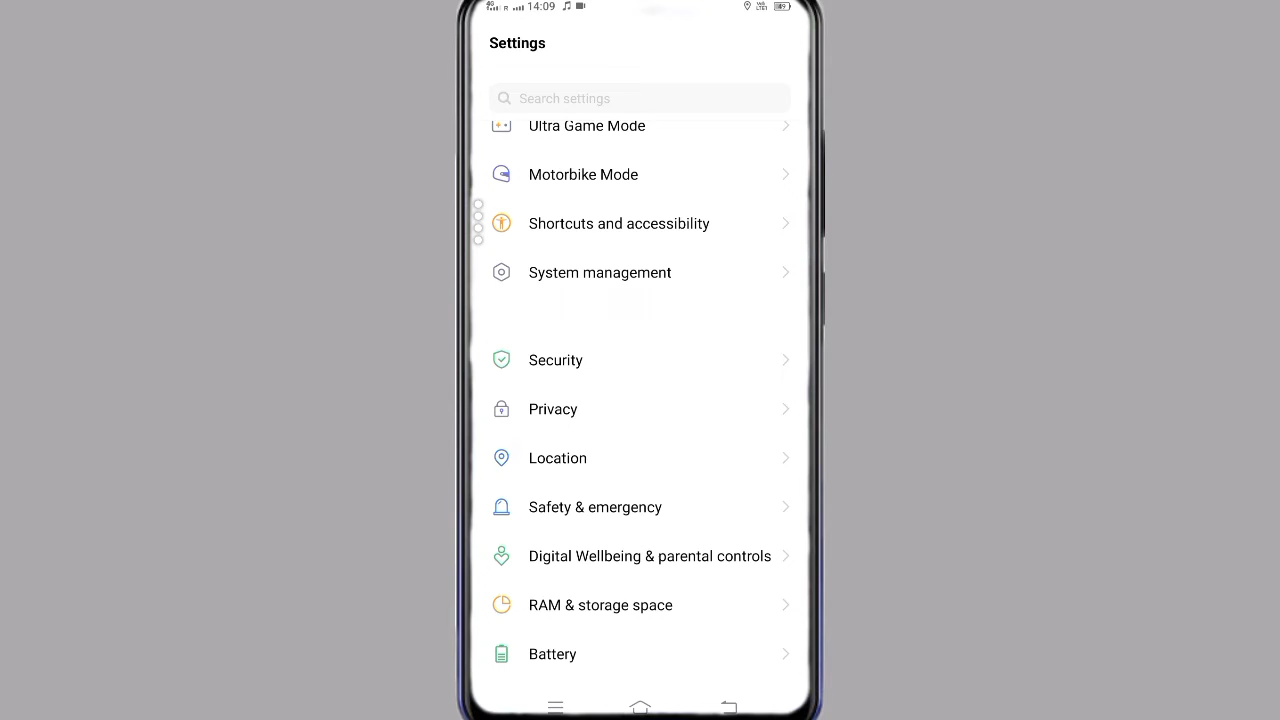 4G R 14:09
Settings
Search settings
Ultra Game Mode
Motorbike Mode
Shortcuts and accessibility
System management
Security
Privacy
Location
Safety & emergency
Digital Wellbeing & parental controls
RAM & storage space
Battery